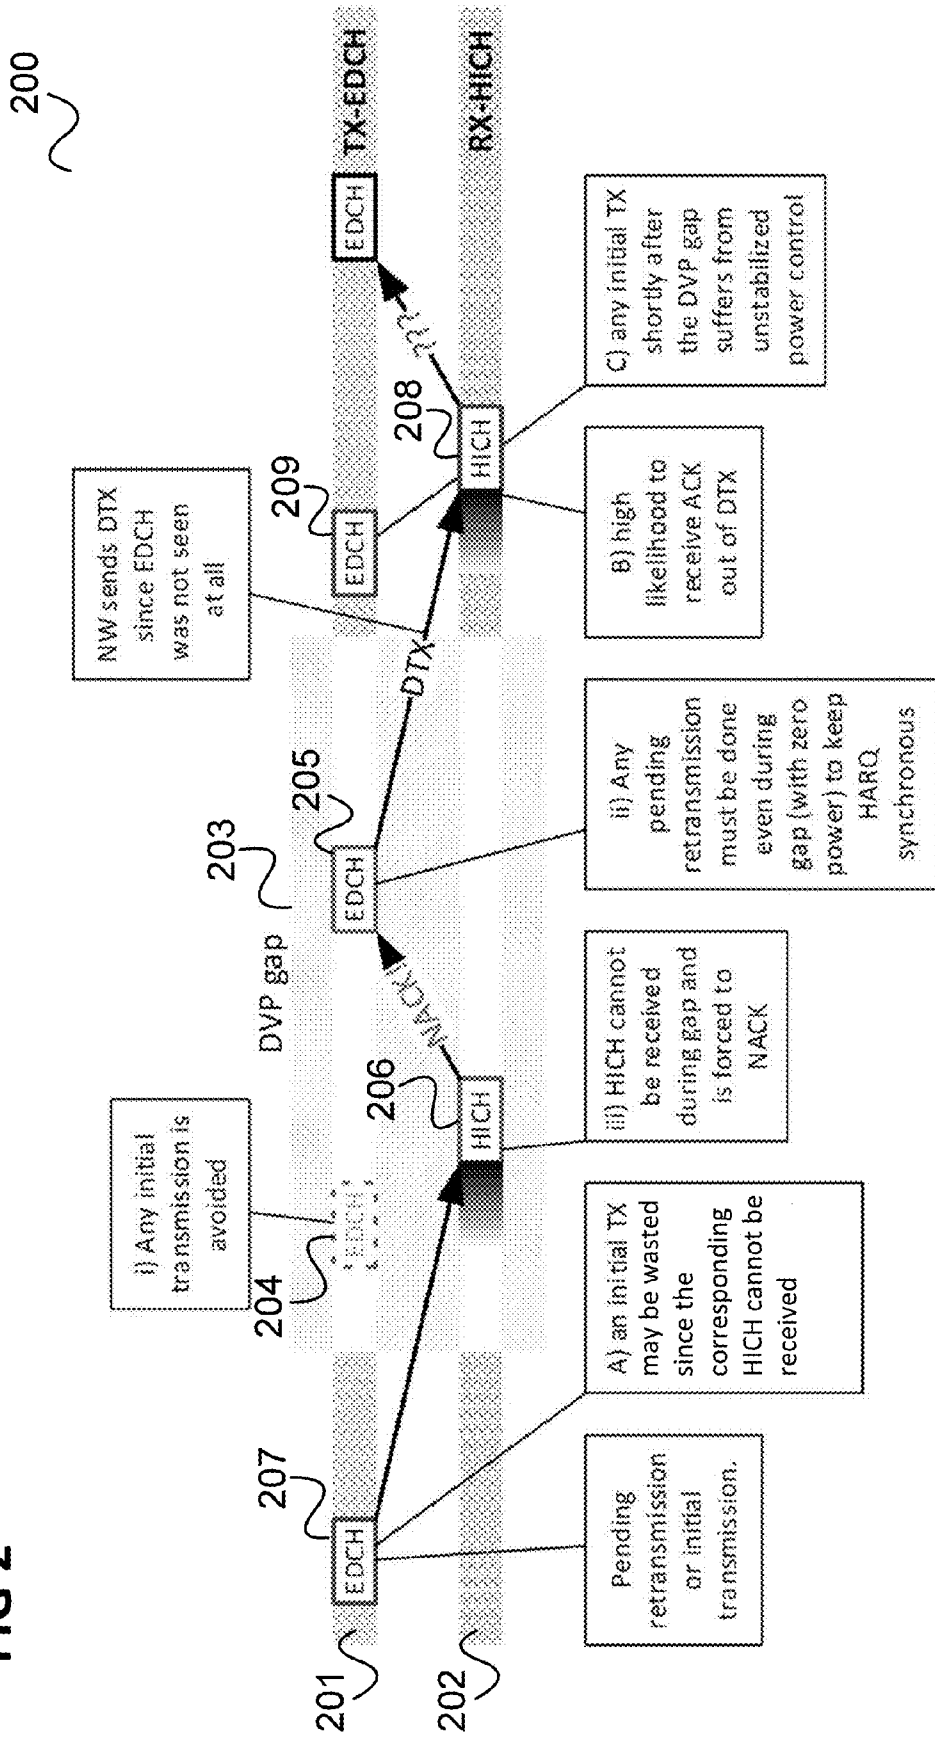 FIG 2
200
NW sends DTX
since EDCH
was not seen
at all
i) Any initial
transmission is
avoided
DVP gap
203
204
205
207
209
201
EDCH
EDCH
EDCH
EDCH
EDCH
TX-EDCH
NACK!!
DTX
???
206
208
202
HICH
HICH
RX-HICH
Pending
retransmission
or initial
transmission.
A) an initial TX
may be wasted
since the
corresponding
HICH cannot be
received
iii) HICH cannot
be received
during gap and
is forced to
NACK
ii) Any
pending
retransmission
must be done
even during
gap (with zero
power) to keep
HARQ
synchronous
B) high
likelihood to
receive ACK
out of DTX
C) any initial TX
shortly after
the DVP gap
suffers from
unstabilized
power control